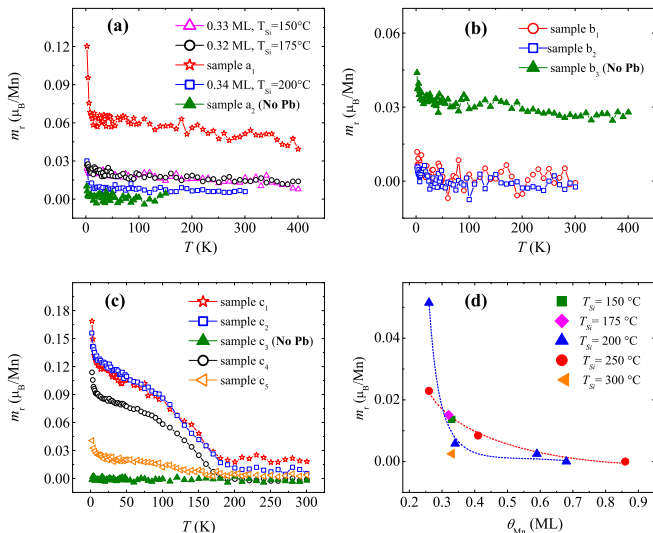 (a)
0.33 ML, T_Si=150°C
0.32 ML, T_Si=175°C
sample a_1
0.34 ML, T_Si=200°C
sample a_2 (No Pb)
0.12
0.09
0.06
0.03
0.00
m_r (μ_B/Mn)
0 100 200 300 400
T (K)
(b)
sample b_1
sample b_2
sample b_3 (No Pb)
0.06
0.03
0.00
m_r (μ_B/Mn)
0 100 200 300 400
T (K)
(c)
sample c_1
sample c_2
sample c_3 (No Pb)
sample c_4
sample c_5
0.18
0.15
0.12
0.09
0.06
0.03
0.00
m_r (μ_B/Mn)
0 50 100 150 200 250 300
T (K)
(d)
T_Si= 150 °C
T_Si= 175 °C
T_Si= 200 °C
T_Si= 250 °C
T_Si= 300 °C
0.04
0.02
0.00
m_r (μ_B/Mn)
0.2 0.3 0.4 0.5 0.6 0.7 0.8 0.9
θ_Mn (ML)